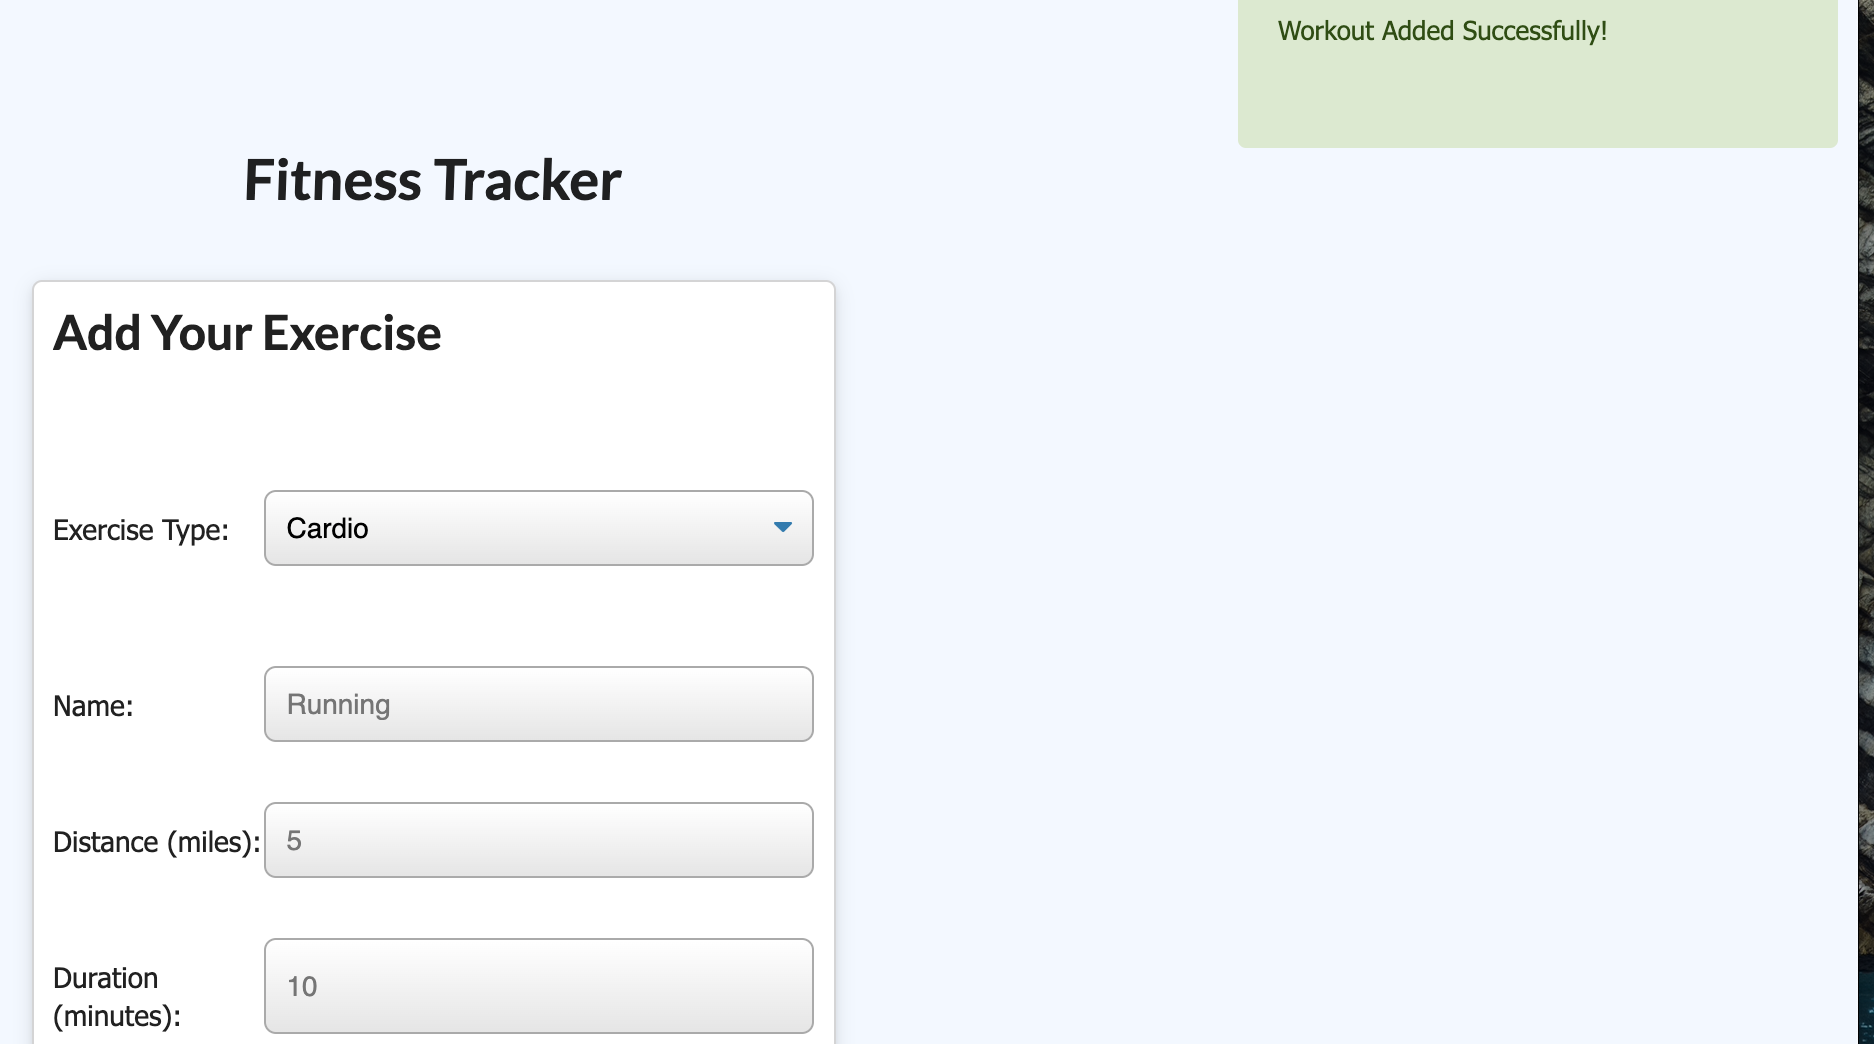 Workout Added Successfully!
Fitness Tracker
Add Your Exercise
Exercise Type: Cardio
Name: Running
Distance (miles): 5
Duration
(minutes): 10